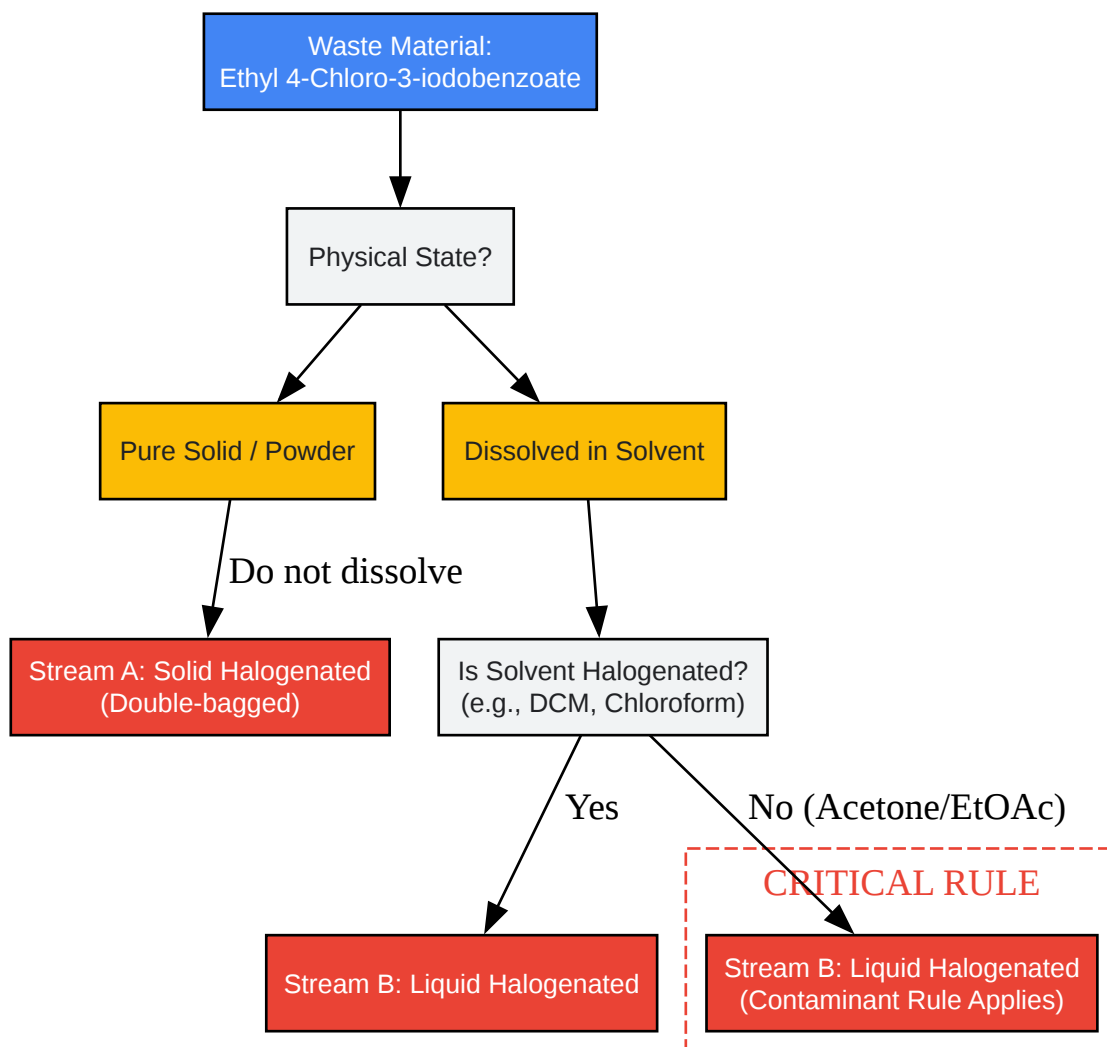 Waste Material:
Ethyl 4-Chloro-3-iodobenzoate
Physical State?
Pure Solid / Powder
Dissolved in Solvent
Do not dissolve
Stream A: Solid Halogenated
(Double-bagged)
Is Solvent Halogenated?
(e.g., DCM, Chloroform)
Yes
No (Acetone/EtOAc)
CRITICAL RULE
Stream B: Liquid Halogenated
Stream B: Liquid Halogenated
(Contaminant Rule Applies)